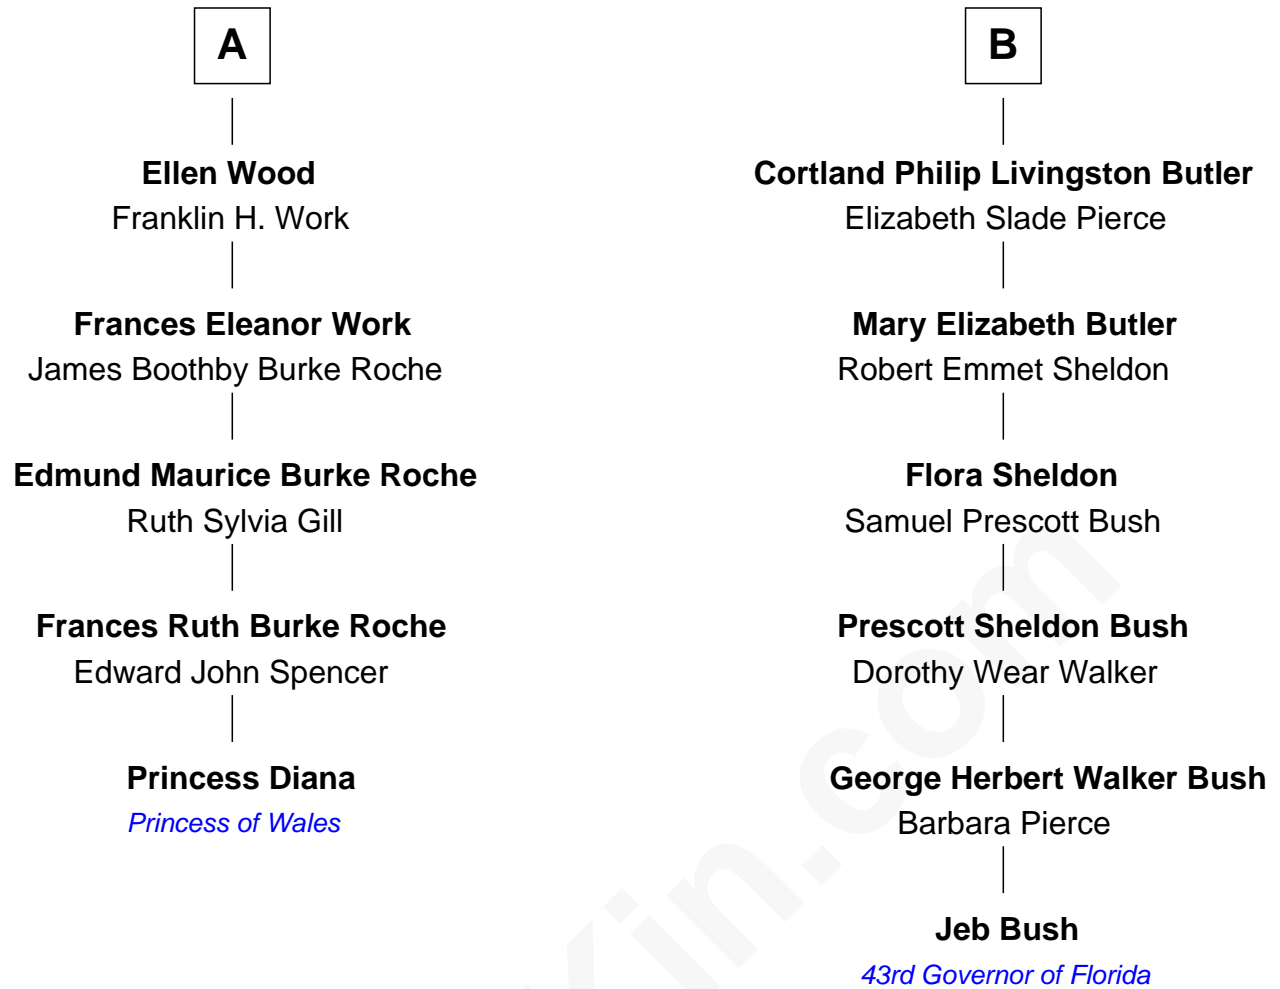 A
Ellen Wood
Franklin H. Work
Frances Eleanor Work
James Boothby Burke Roche
Edmund Maurice Burke Roche
Ruth Sylvia Gill
Frances Ruth Burke Roche
Edward John Spencer
Princess Diana
Princess of Wales
B
Cortland Philip Livingston Butler
Elizabeth Slade Pierce
Mary Elizabeth Butler
Robert Emmet Sheldon
Flora Sheldon
Samuel Prescott Bush
Prescott Sheldon Bush
Dorothy Wear Walker
George Herbert Walker Bush
Barbara Pierce
Jeb Bush
43rd Governor of Florida
Kin.com